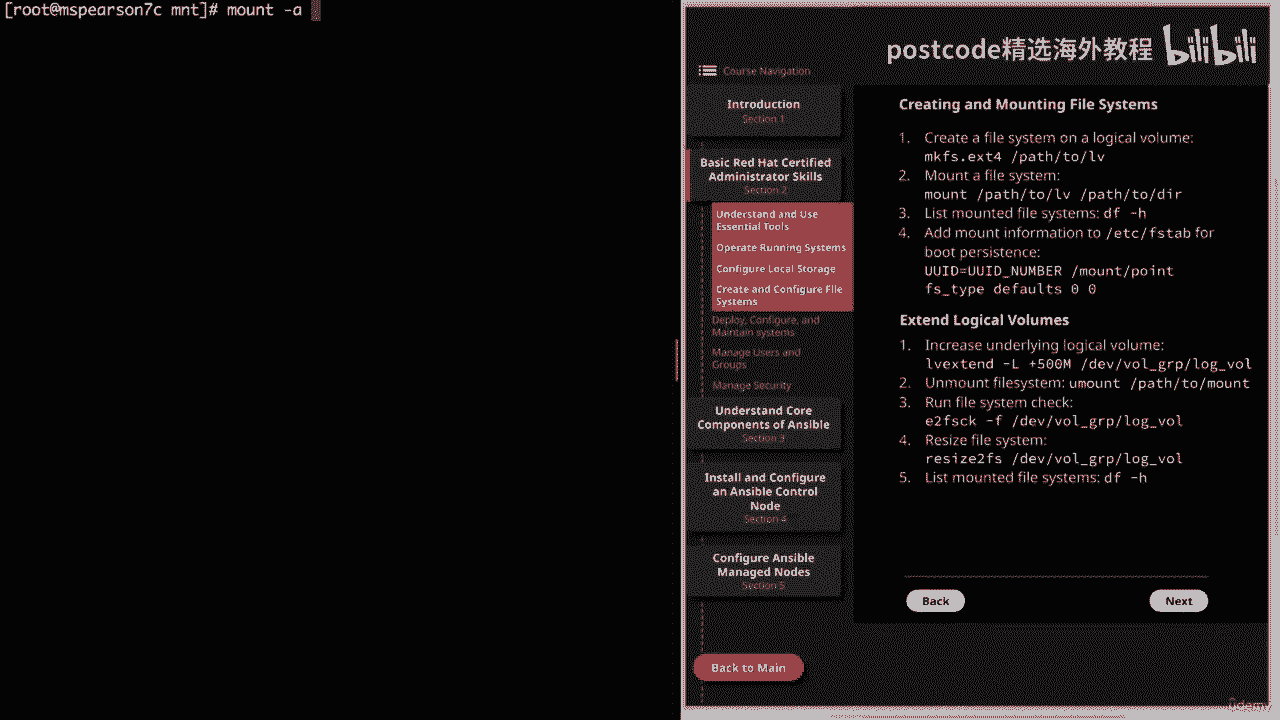 [root@mspearson7c mnt]# mount -a
postcode精选海外教程 bilibili
Course Navigation
Introduction
Section 1
Basic Red Hat Certified
Administrator Skills
Section 2
Understand and Use
Essential Tools
Operate Running Systems
Configure Local Storage
Create and Configure File
Systems
Deploy, Configure, and
Maintain systems
Manage Users and
Groups
Manage Security
Understand Core
Components of Ansible
Section 3
Install and Configure
an Ansible Control
Node
Section 4
Configure Ansible
Managed Nodes
Section 5
Back to Main
Creating and Mounting File Systems
1. Create a file system on a logical volume:
mkfs.ext4 /path/to/lv
2. Mount a file system:
mount /path/to/lv /path/to/dir
3. List mounted file systems: df -h
4. Add mount information to /etc/fstab for
boot persistence:
UUID=UUID_NUMBER /mount/point
fs_type defaults 0 0
Extend Logical Volumes
1. Increase underlying logical volume:
lvextend -L +500M /dev/vol_grp/log_vol
2. Unmount filesystem: umount /path/to/mount
3. Run file system check:
e2fsck -f /dev/vol_grp/log_vol
4. Resize file system:
resize2fs /dev/vol_grp/log_vol
5. List mounted file systems: df -h
Back
Next
udemy